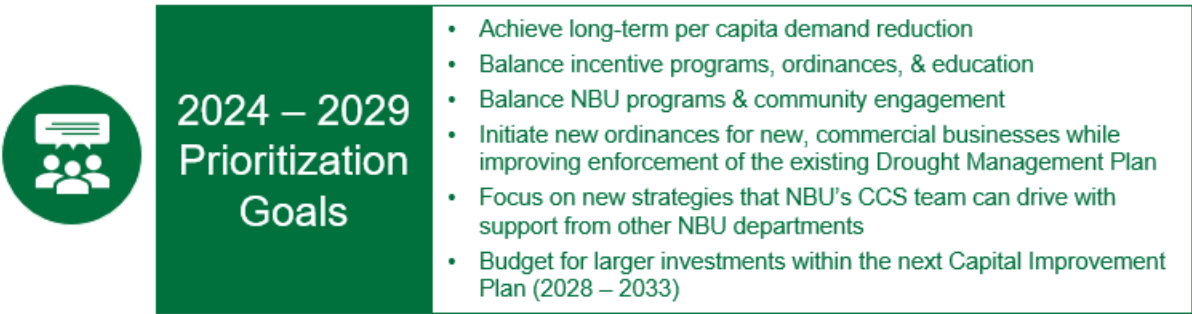 2024 – 2029
Prioritization
Goals
• Achieve long-term per capita demand reduction
• Balance incentive programs, ordinances, & education
• Balance NBU programs & community engagement
• Initiate new ordinances for new, commercial businesses while
improving enforcement of the existing Drought Management Plan
• Focus on new strategies that NBU’s CCS team can drive with
support from other NBU departments
• Budget for larger investments within the next Capital Improvement
Plan (2028 – 2033)